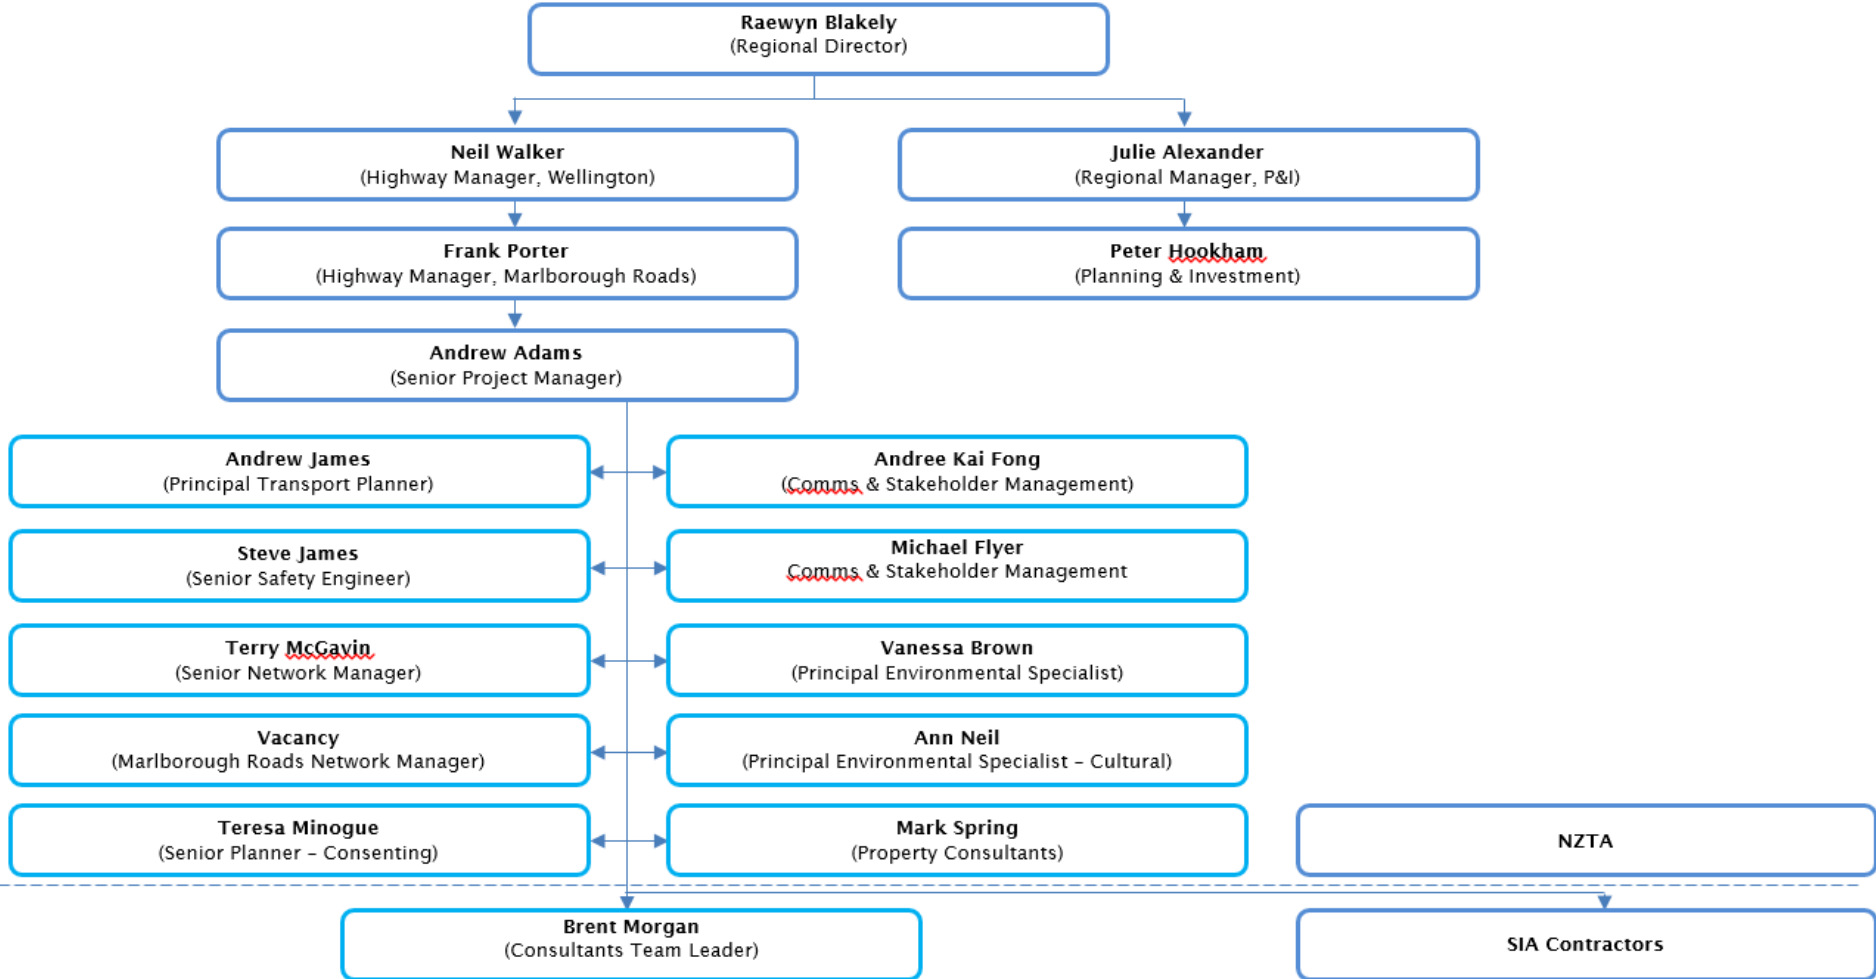 Raewyn Blakely
(Regional Director)
Neil Walker
(Highway Manager, Wellington)
Julie Alexander
(Regional Manager, P&I)
Frank Porter
(Highway Manager, Marlborough Roads)
Peter Hookham
(Planning & Investment)
Andrew Adams
(Senior Project Manager)
Andrew James
(Principal Transport Planner)
Andree Kai Fong
(Comms & Stakeholder Management)
Steve James
(Senior Safety Engineer)
Michael Flyer
Comms & Stakeholder Management
Terry McGavin
(Senior Network Manager)
Vanessa Brown
(Principal Environmental Specialist)
Vacancy
(Marlborough Roads Network Manager)
Ann Neil
(Principal Environmental Specialist – Cultural)
Teresa Minogue
(Senior Planner – Consenting)
Mark Spring
(Property Consultants)
NZTA
Brent Morgan
(Consultants Team Leader)
SIA Contractors